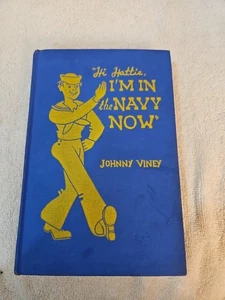 "Hi Hattie,
I'M IN
the NAVY
NOW"
JOHNNY VINEY